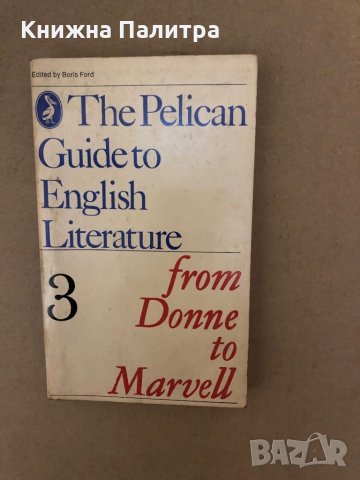 Книжна Палитра
Edited by Boris Ford
The Pelican
Guide to
English
Literature
3
from
Donne
to
Marvell
BAZAR